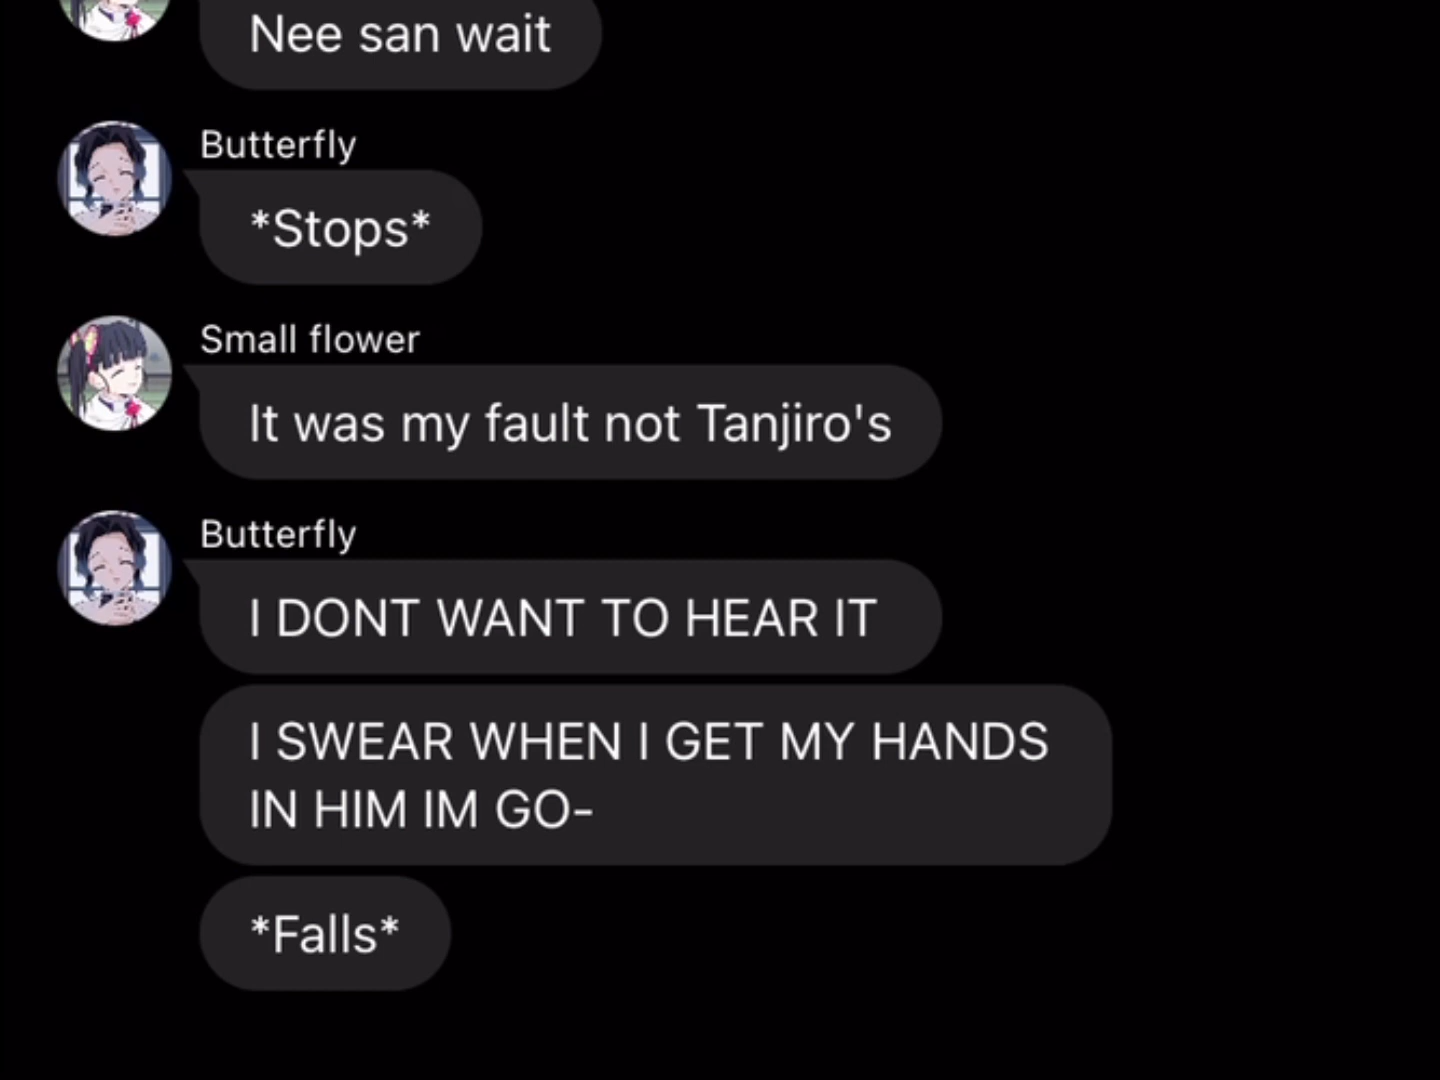 Nee san wait
Butterfly
*Stops*
Small flower
It was my fault not Tanjiro's
Butterfly
I DONT WANT TO HEAR IT
I SWEAR WHEN I GET MY HANDS
IN HIM IM GO-
*Falls*